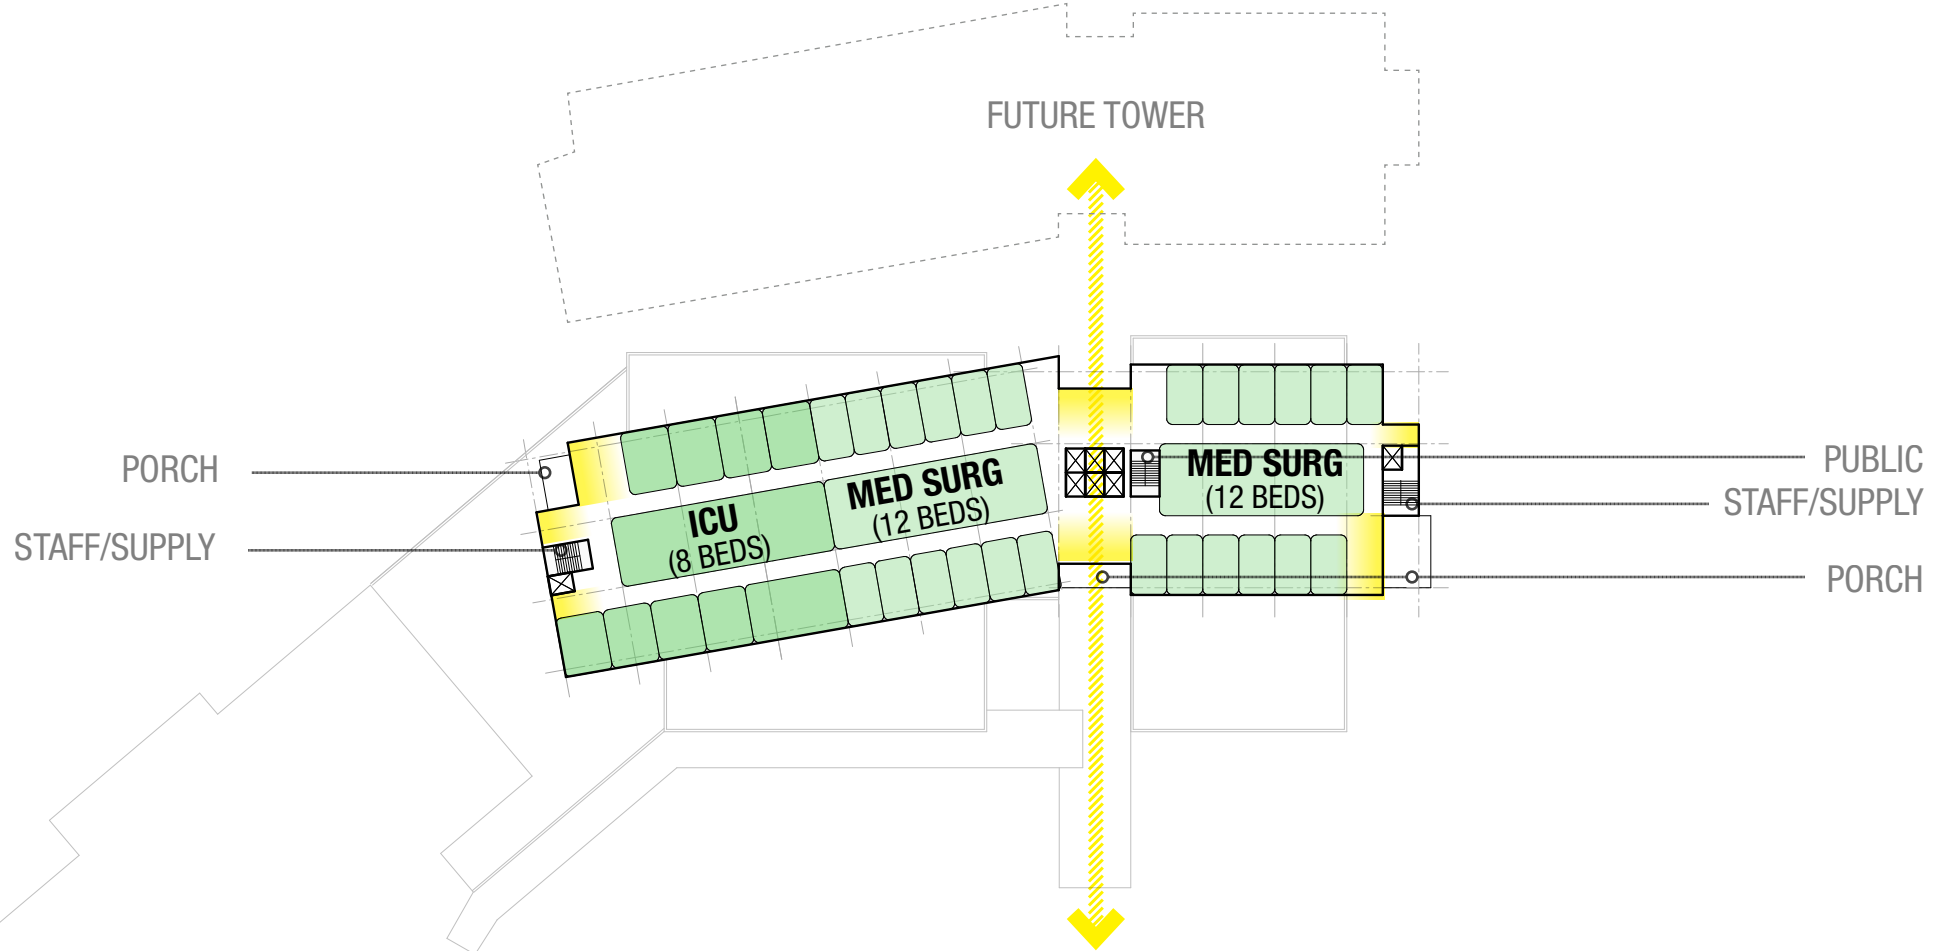 FUTURE TOWER
PORCH
STAFF/SUPPLY
ICU
(8 BEDS)
MED SURG
(12 BEDS)
MED SURG
(12 BEDS)
PUBLIC
STAFF/SUPPLY
PORCH